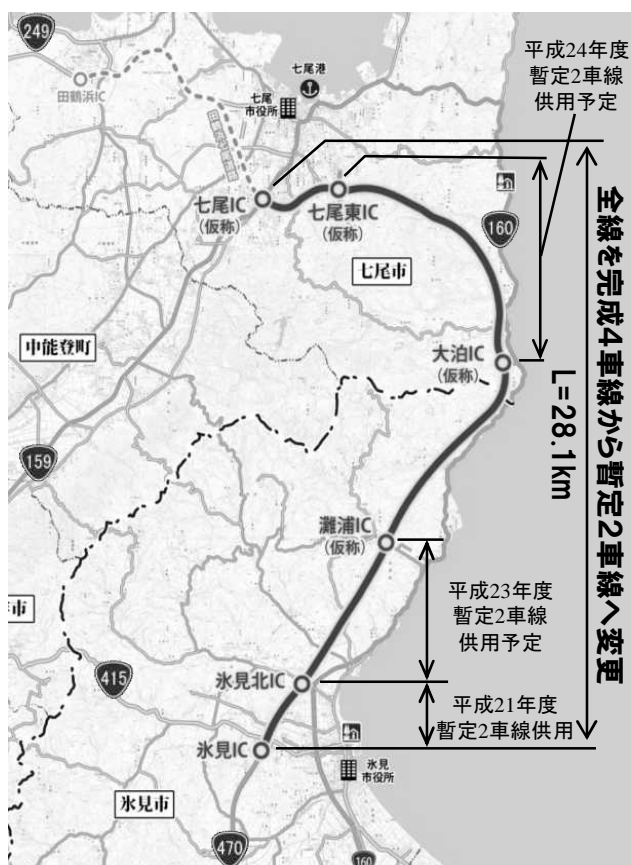 249
田鶴浜IC
七尾港
七尾
市役所
平成24年度
暫定2車線
供用予定
七尾IC
(仮称)
七尾東IC
(仮称)
160
七尾市
中能登町
大泊IC
(仮称)
全線を完成4車線から暫定2車線へ変更
L=28.1km
159
灘浦IC
(仮称)
平成23年度
暫定2車線
供用予定
市
415
氷見北IC
平成21年度
暫定2車線供用
氷見IC
氷見
市役所
氷見市
470
160